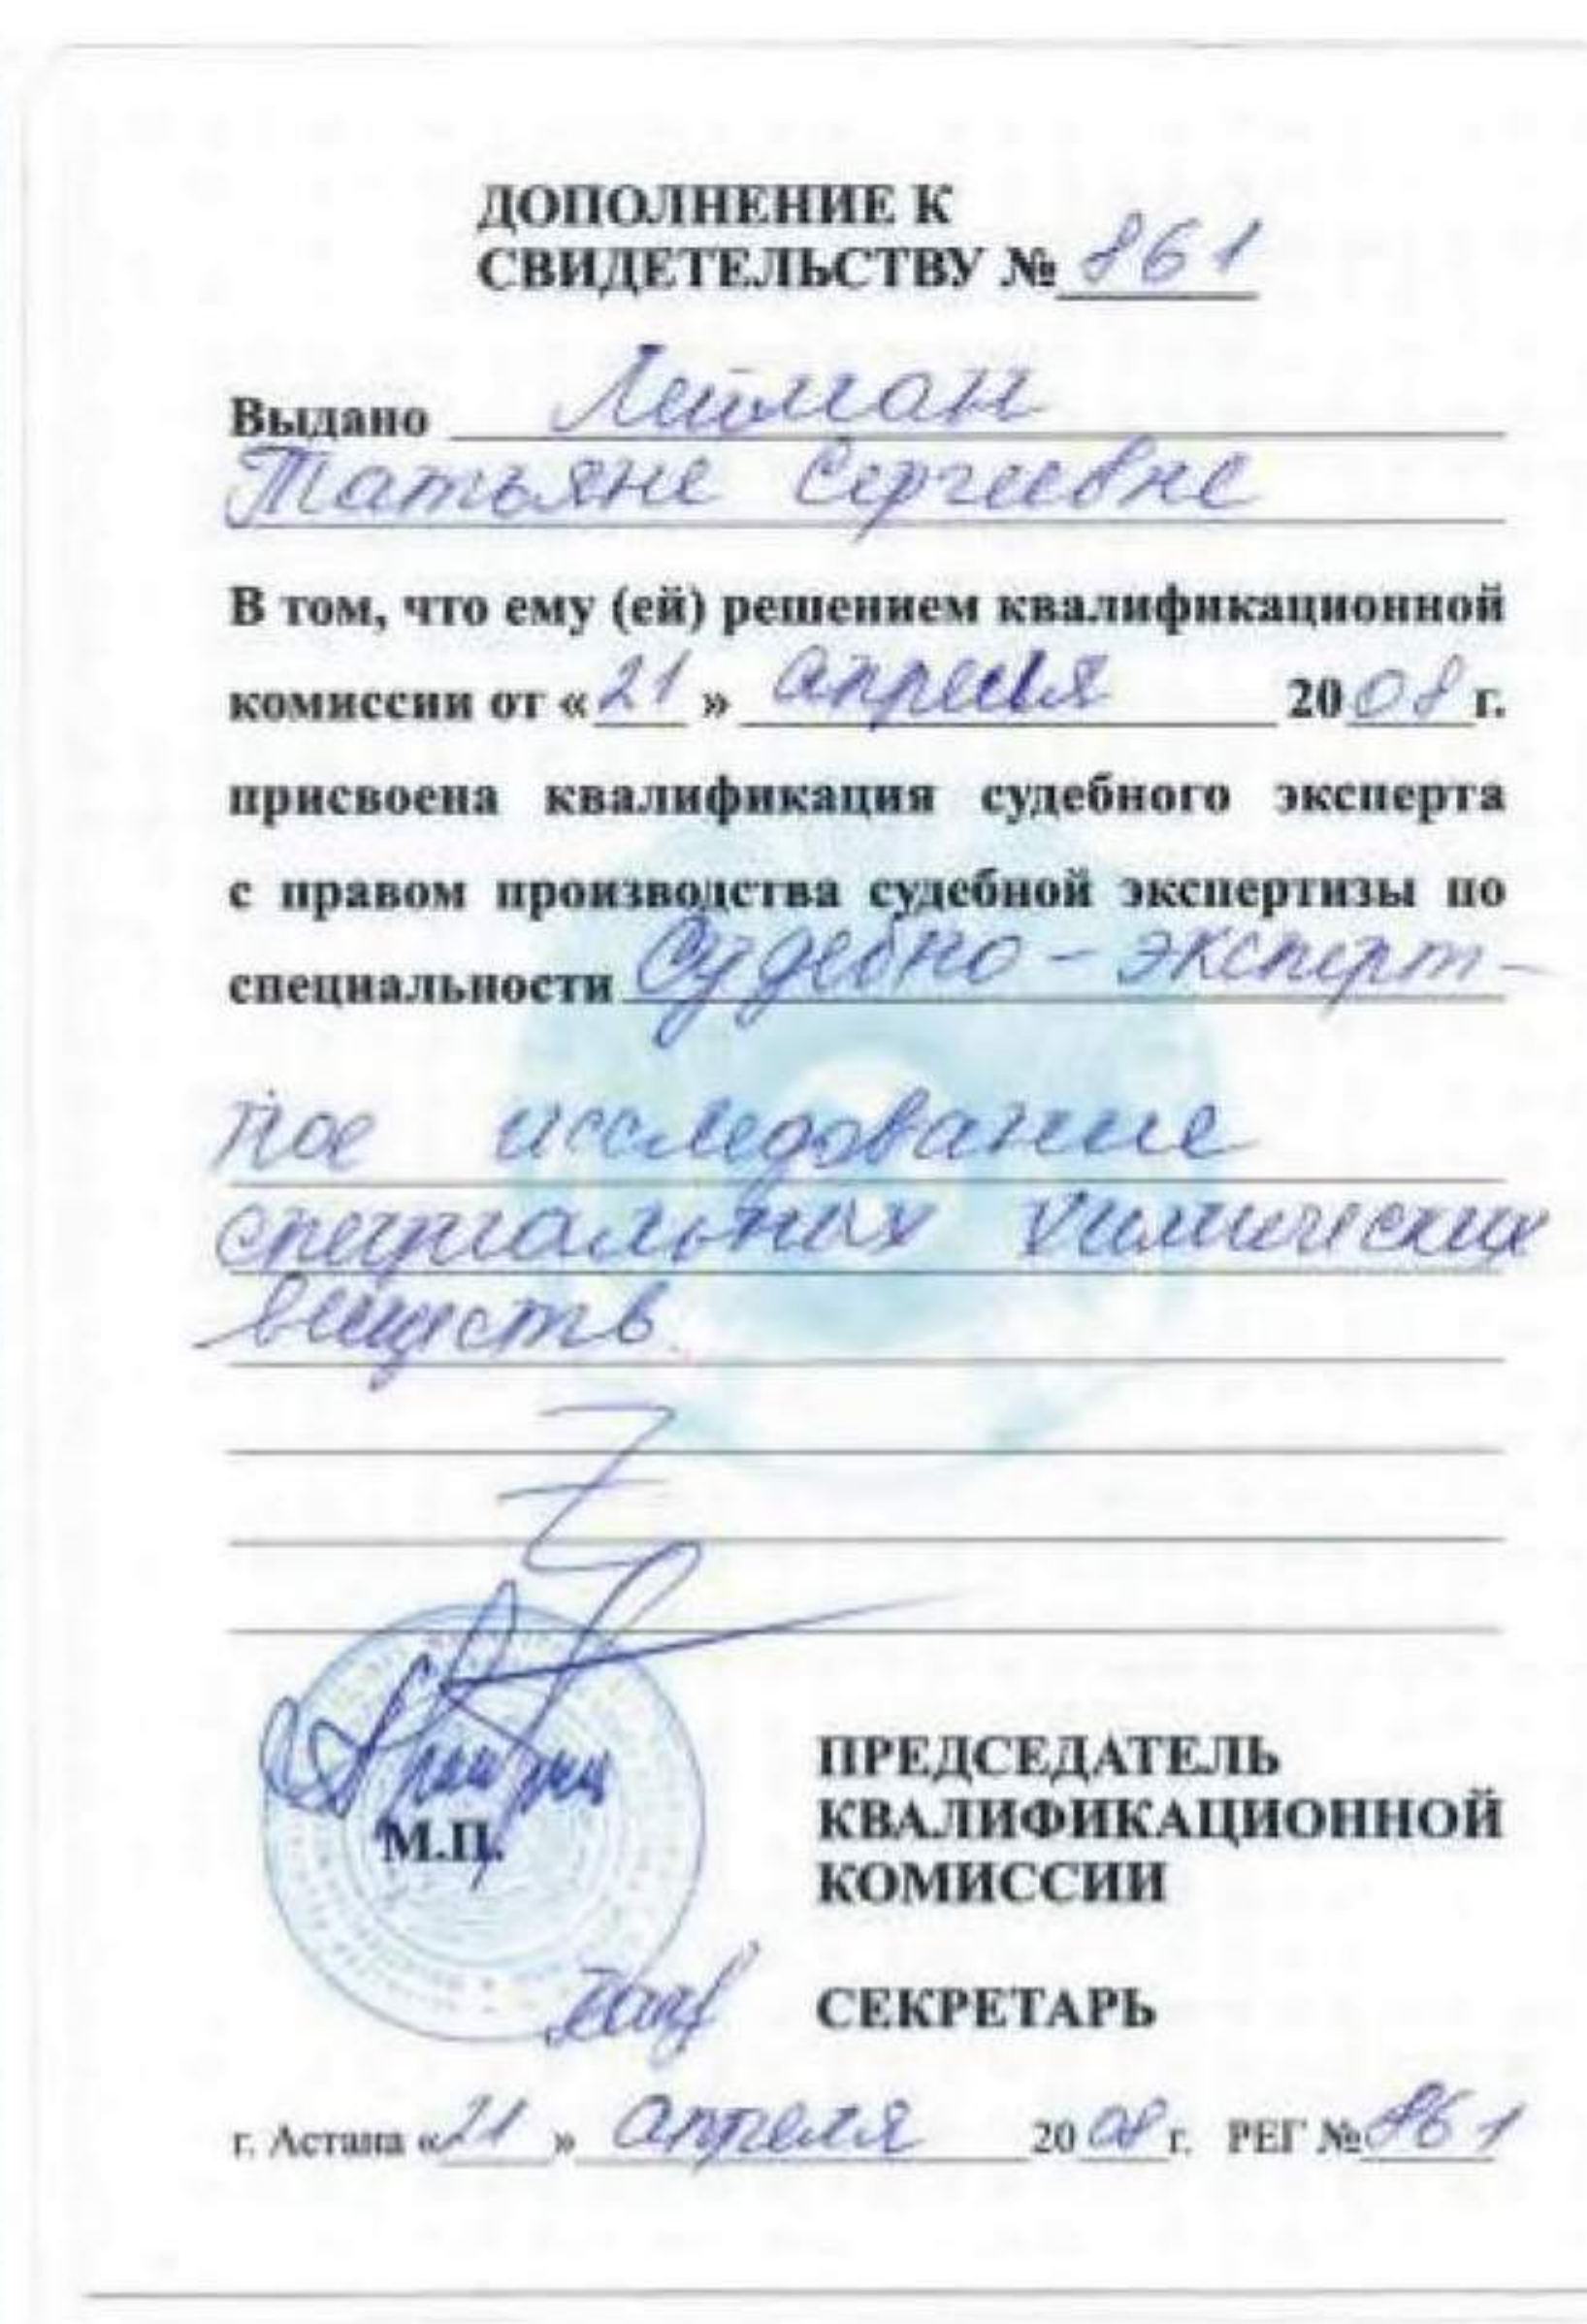 ДОПОЛНЕНИЕ К
СВИДЕТЕЛЬСТВУ № 861
Выдано Лейман
Татьяне Сергеевне
В том, что ему (ей) решением квалификационной
комиссии от «21» апреля 2008 г.
присвоена квалификация судебного эксперта
с правом производства судебной экспертизы по
специальности Судебно-эксперт-
ное исследование
специальных химических
веществ.
М.П.
ПРЕДСЕДАТЕЛЬ
КВАЛИФИКАЦИОННОЙ
КОМИССИИ
СЕКРЕТАРЬ
г. Астана «21» апреля 2008 г. РЕГ №861